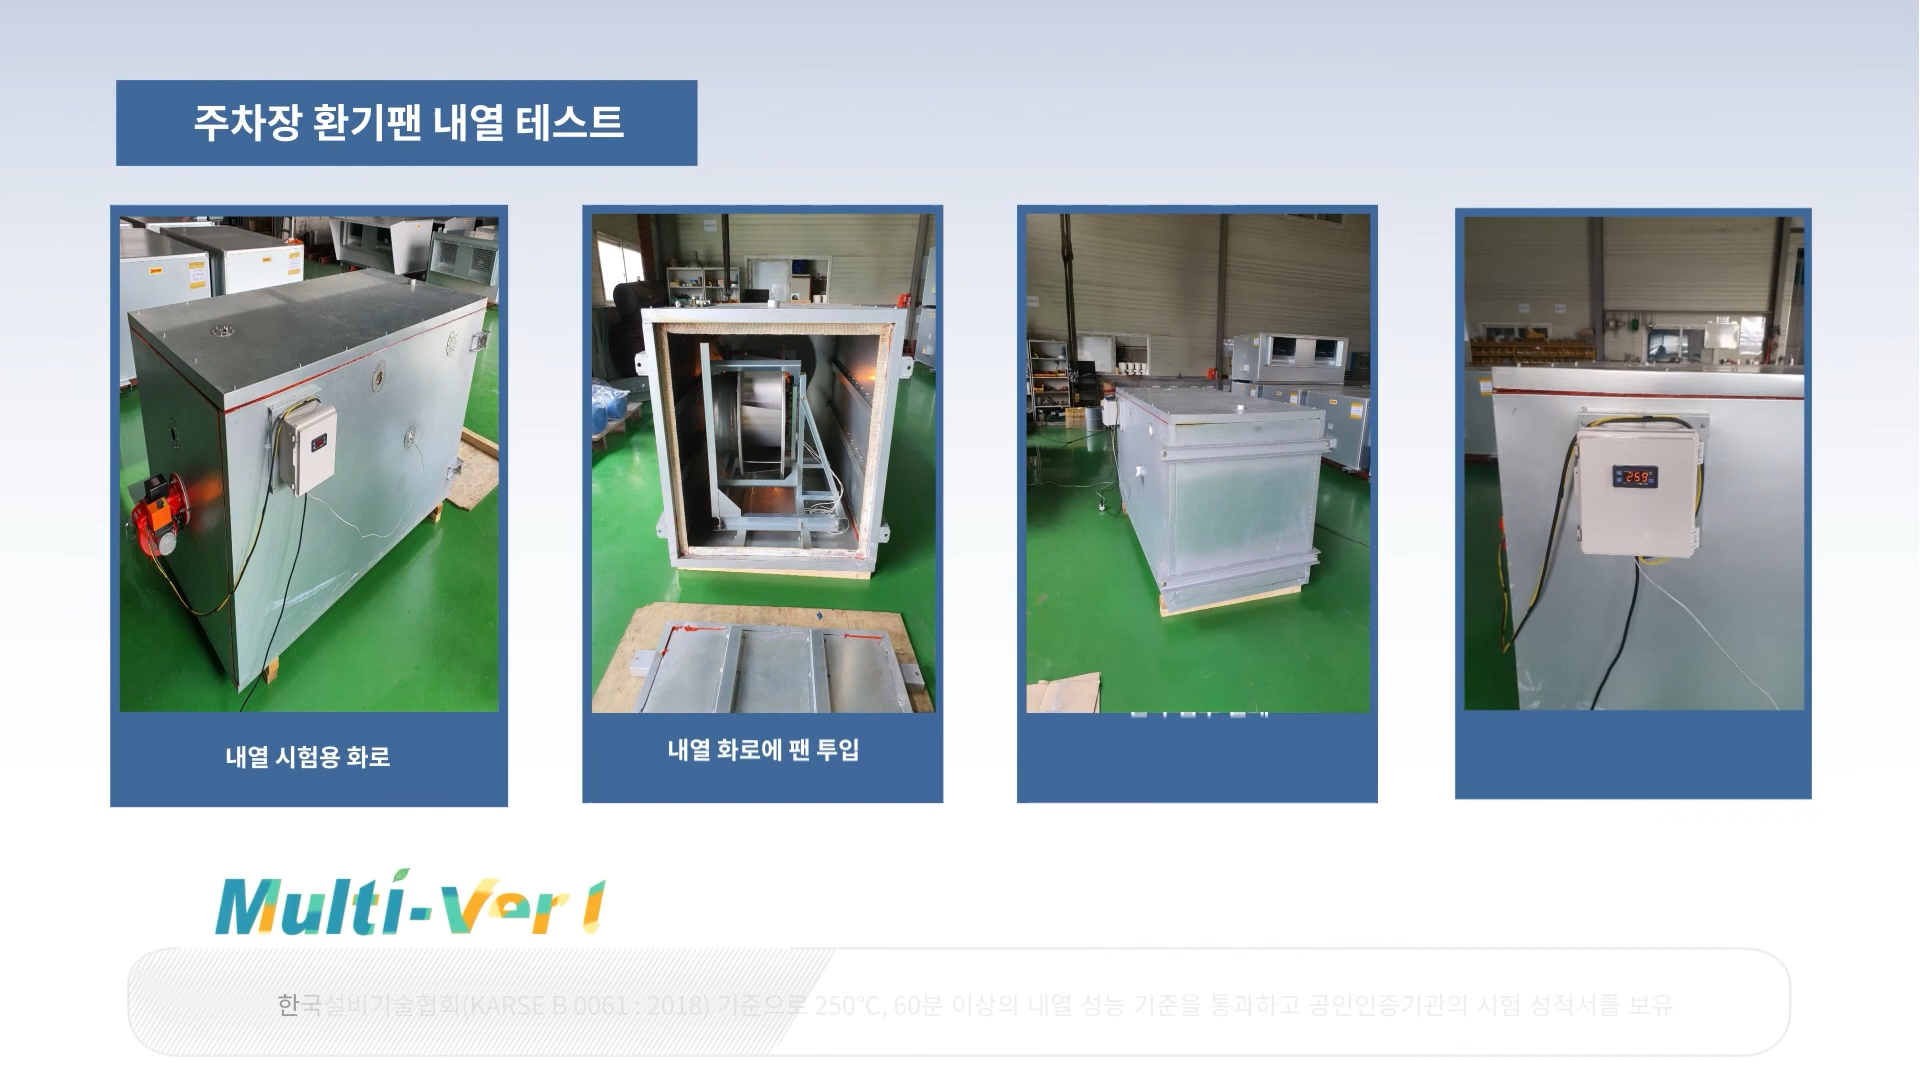 주차장 환기팬 내열 테스트
259
내열 시험용 화로
내열 화로에 팬 투입
Multi-Ver I
한국설비기술협회(KARSE B 0061 : 2018) 기준으로 250℃, 60분 이상의 내열 성능 기준을 통과하고 공인인증기관의 시험 성적서를 보유